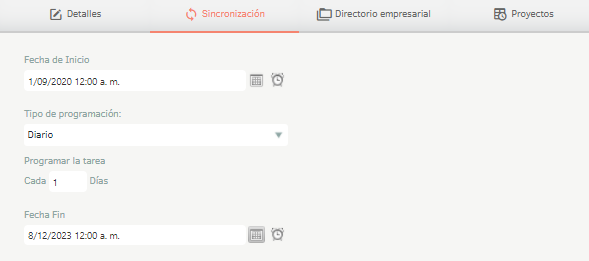 Detalles Sincronización Directorio empresarial Proyectos
Fecha de Inicio
1/09/2020 12:00 a. m.
Tipo de programación:
Diario
Programar la tarea
Cada 1 Días
Fecha Fin
8/12/2023 12:00 a. m.